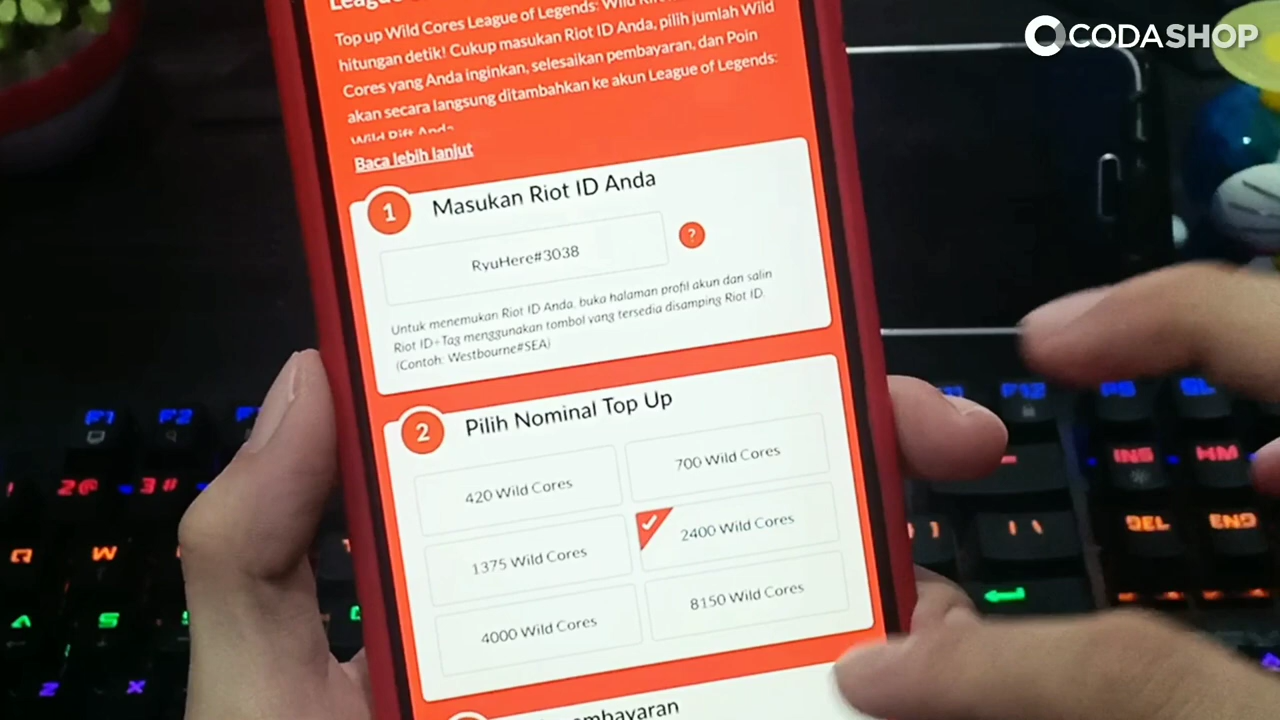 CODASHOP
Top up Wild Cores League of Legends: Wild
hitungan detik! Cukup masukan Riot ID Anda, pilih jumlah Wild
Cores yang Anda inginkan, selesaikan pembayaran, dan Poin
akan secara langsung ditambahkan ke akun League of Legends:
Wild Rift Anda
Baca lebih lanjut
1 Masukan Riot ID Anda
RyuHere#3038 ?
Untuk menemukan Riot ID Anda, buka halaman profil akun dan salin
Riot ID+Tag menggunakan tombol yang tersedia disamping Riot ID.
(Contoh: Westbourne#SEA)
2 Pilih Nominal Top Up
420 Wild Cores 700 Wild Cores
1375 Wild Cores 2400 Wild Cores
4000 Wild Cores 8150 Wild Cores
F1 F2 F12
INS HM
2@ 3#
DEL END
Q W
A S
Z X